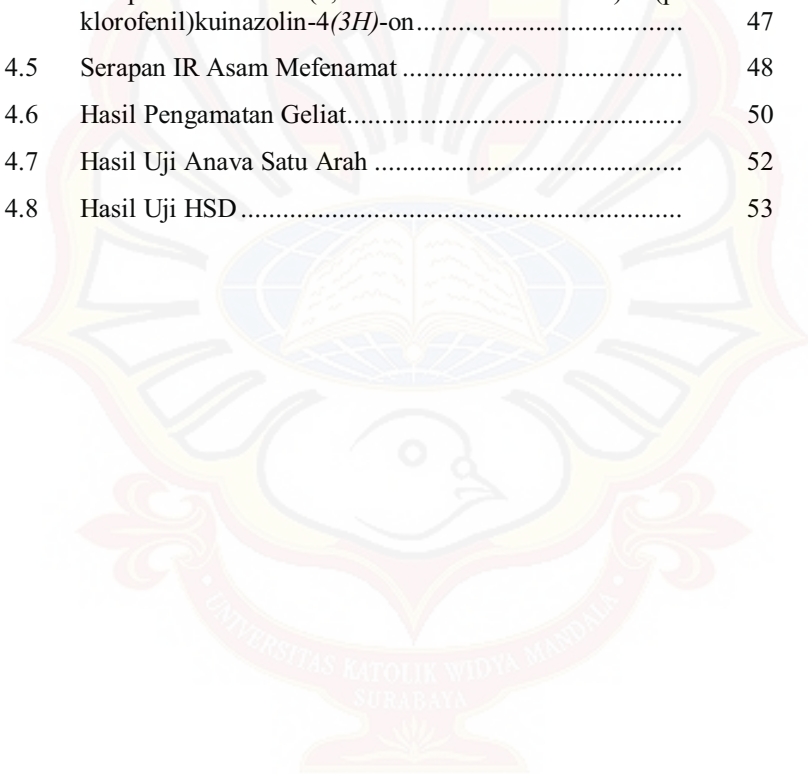 klorofenil)kuinazolin-4(3H)-on.................................... 47
4.5 Serapan IR Asam Mefenamat ...................................... 48
4.6 Hasil Pengamatan Geliat............................................... 50
4.7 Hasil Uji Anava Satu Arah .......................................... 52
4.8 Hasil Uji HSD ............................................................. 53
UNIVERSITAS KATOLIK WIDYA MANDALA
SURABAYA